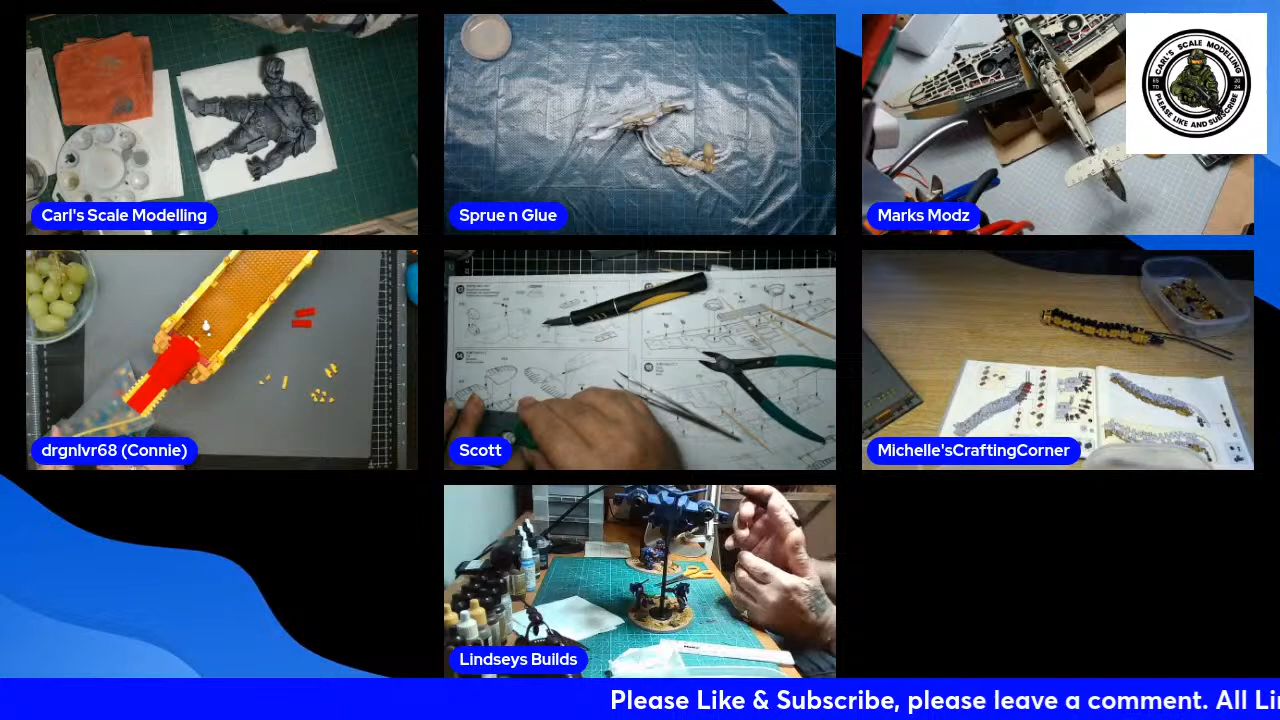 Carl's Scale Modelling
Sprue n Glue
Marks Modz
CARL'S SCALE MODELLING
PLEASE LIKE AND SUBSCRIBE
drgnlvr68 (Connie)
Scott
Michelle'sCraftingCorner
Lindseys Builds
Please Like & Subscribe, please leave a comment. All Li